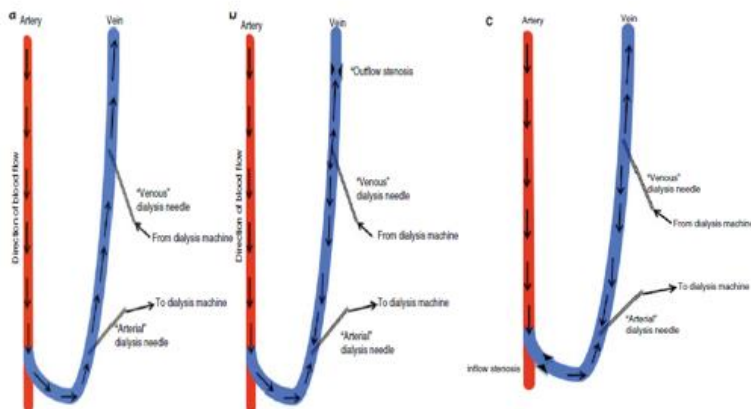 a
Artery
Vein
Direction of blood flow
"Venous"
dialysis needle
From dialysis machine
To dialysis machine
"Arterial"
dialysis needle
b
Artery
Vein
"Outflow stenosis
Direction of blood flow
"Venous"
dialysis needle
From dialysis machine
To dialysis machine
"Arterial"
dialysis needle
c
Artery
Vein
"Venous"
dialysis needle
From dialysis machine
To dialysis machine
"Arterial"
dialysis needle
inflow stenosis